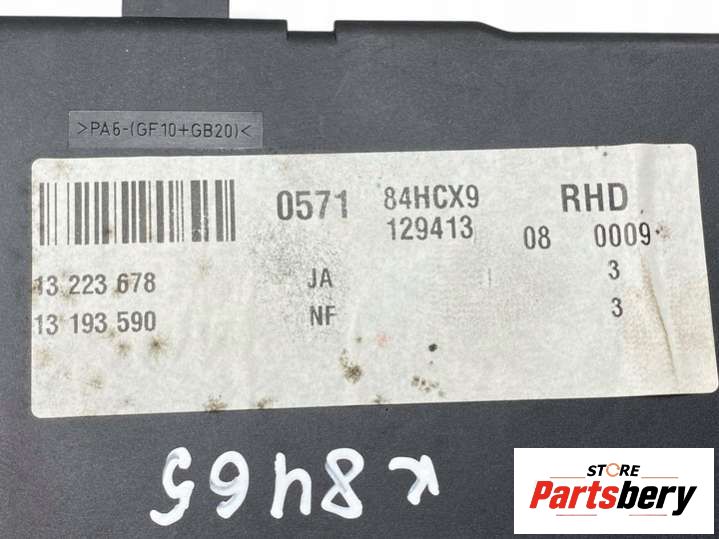 >PA6-(GF10+GB20)<
0571 84HCX9 RHD
129413 08 0009
13 223 678 JA 3
13 193 590 NF 3
K8465
STORE
Partsbery